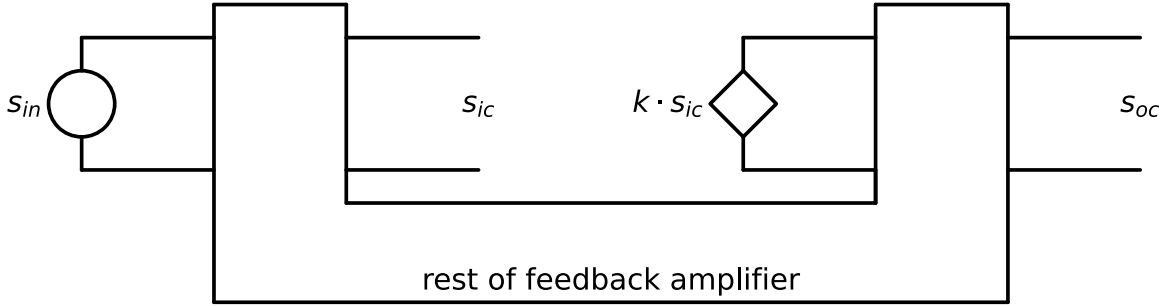 s_in
s_ic
k · s_ic
s_oc
rest of feedback amplifier